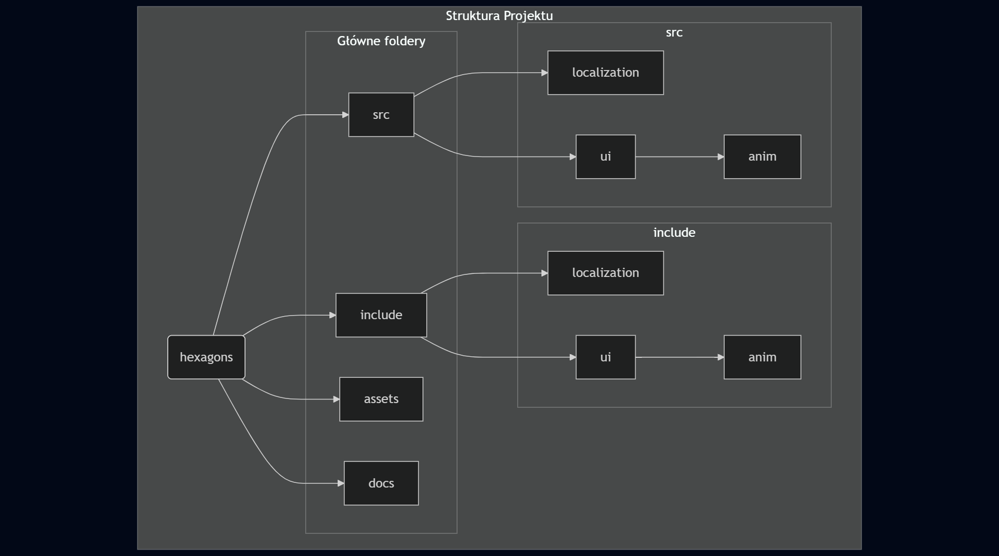 Struktura Projektu
Główne foldery
src
localization
src
ui
anim
include
localization
include
ui
anim
hexagons
assets
docs